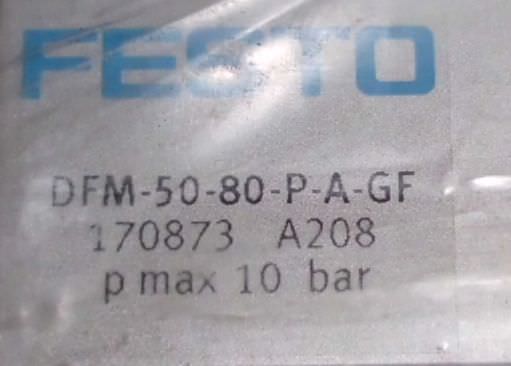 FESTO
DFM-50-80-P-A-GF
170873 A208
p max 10 bar